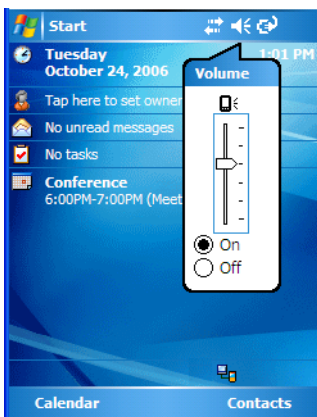 Start
Tuesday 1:01 PM
October 24, 2006
Volume
Tap here to set owner
No unread messages
No tasks
Conference
6:00PM-7:00PM (Meet
On
Off
Calendar Contacts